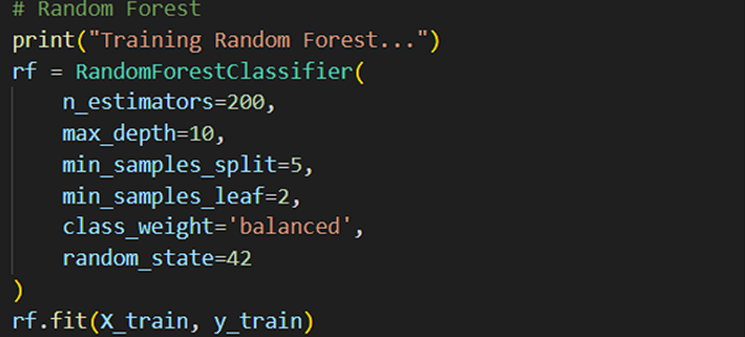 # Random Forest
print("Training Random Forest...")
rf = RandomForestClassifier(
    n_estimators=200,
    max_depth=10,
    min_samples_split=5,
    min_samples_leaf=2,
    class_weight='balanced',
    random_state=42
)
rf.fit(X_train, y_train)